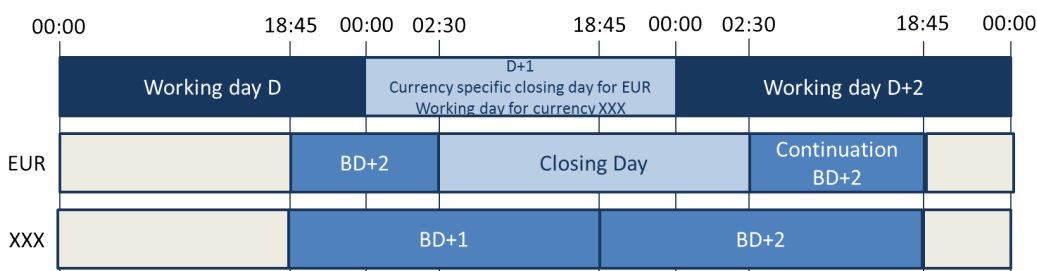 00:00 18:45 00:00 02:30 18:45 00:00 02:30 18:45 00:00
Working day D
D+1
Currency specific closing day for EUR
Working day for currency XXX
Working day D+2
EUR
BD+2
Closing Day
Continuation
BD+2
XXX
BD+1
BD+2